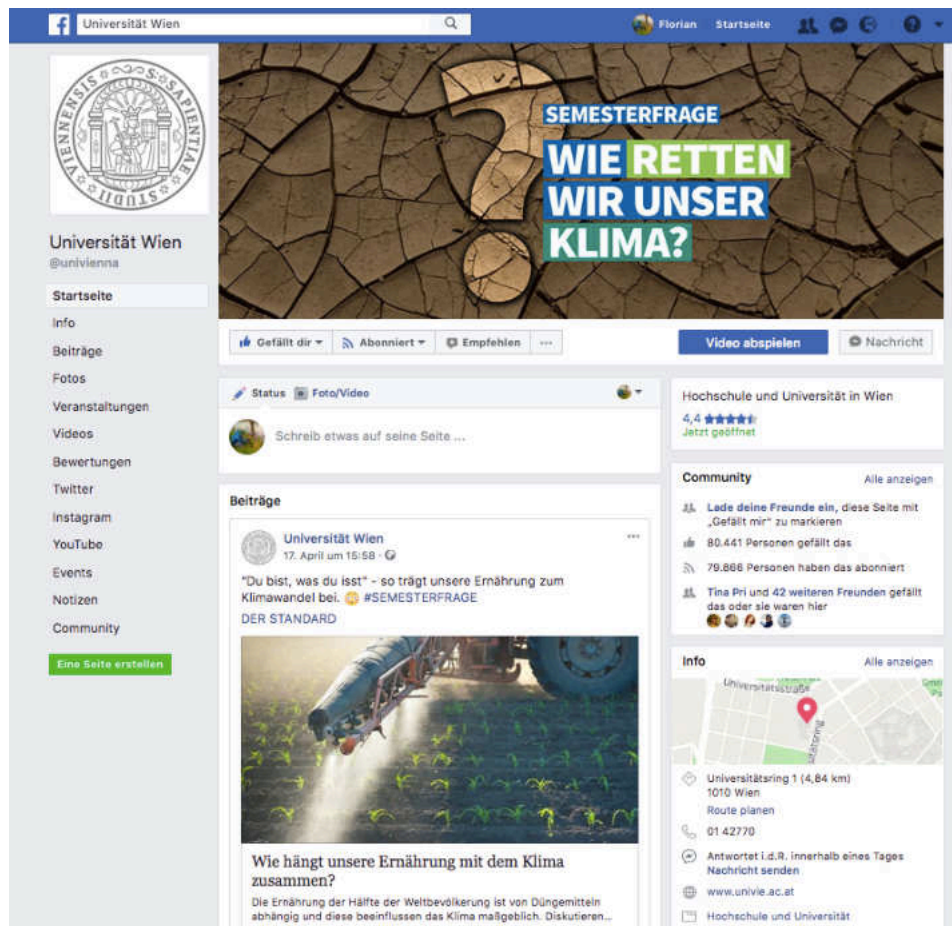 Universität Wien
Florian Startseite
STUDII VIENNENSIS SAPIENTIAE
Universität Wien
@univienna
Startseite
Info
Beiträge
Fotos
Veranstaltungen
Videos
Bewertungen
Twitter
Instagram
YouTube
Events
Notizen
Community
Eine Seite erstellen
SEMESTERFRAGE
WIE RETTEN
WIR UNSER
KLIMA?
Gefällt dir Abonniert Empfehlen ...
Video abspielen Nachricht
Status Foto/Video
Schreib etwas auf seine Seite ...
Beiträge
Universität Wien
17. April um 15:58 ·
"Du bist, was du isst" - so trägt unsere Ernährung zum
Klimawandel bei. 😳 #SEMESTERFRAGE
DER STANDARD
Wie hängt unsere Ernährung mit dem Klima
zusammen?
Die Ernährung der Hälfte der Weltbevölkerung ist von Düngemitteln
abhängig und diese beeinflussen das Klima maßgeblich. Diskutieren...
Hochschule und Universität in Wien
4,4
Jetzt geöffnet
Community Alle anzeigen
Lade deine Freunde ein, diese Seite mit
„Gefällt mir" zu markieren
80.441 Personen gefällt das
79.866 Personen haben das abonniert
Tina Pri und 42 weiteren Freunden gefällt
das oder sie waren hier
Info Alle anzeigen
Universitätsstraße
Universitätsring 1 (4,84 km)
1010 Wien
Route planen
01 42770
Antwortet i.d.R. innerhalb eines Tages
Nachricht senden
www.univie.ac.at
Hochschule und Universität